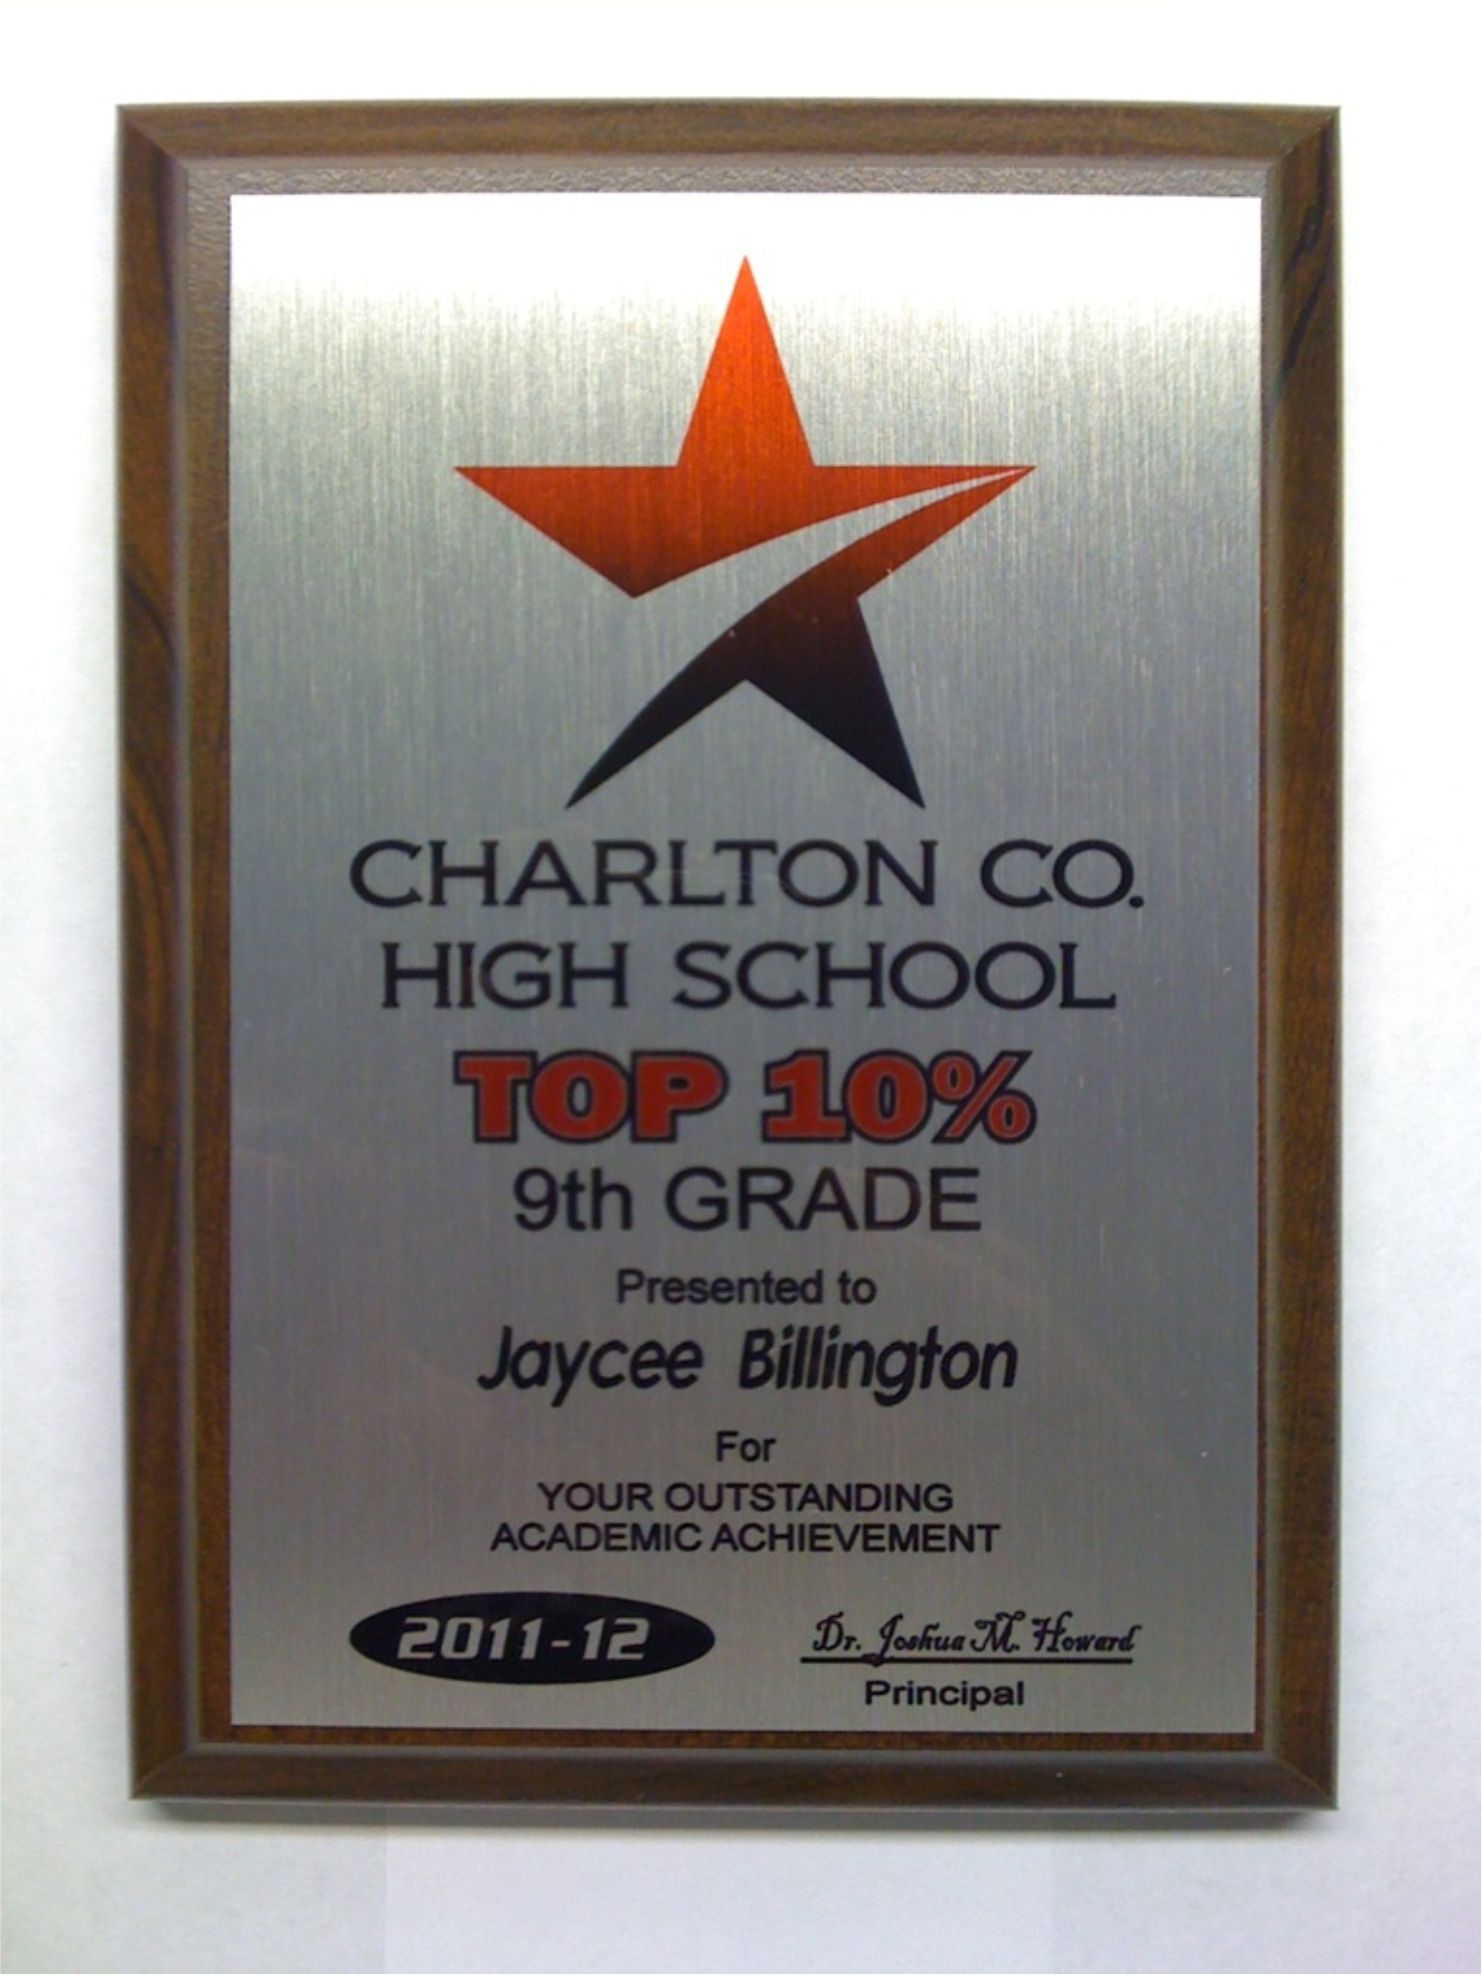 CHARLTON CO.
HIGH SCHOOL
TOP 10%
9th GRADE
Presented to
Jaycee Billington
For
YOUR OUTSTANDING
ACADEMIC ACHIEVEMENT
2011-12
Dr. Joshua M. Howard
Principal